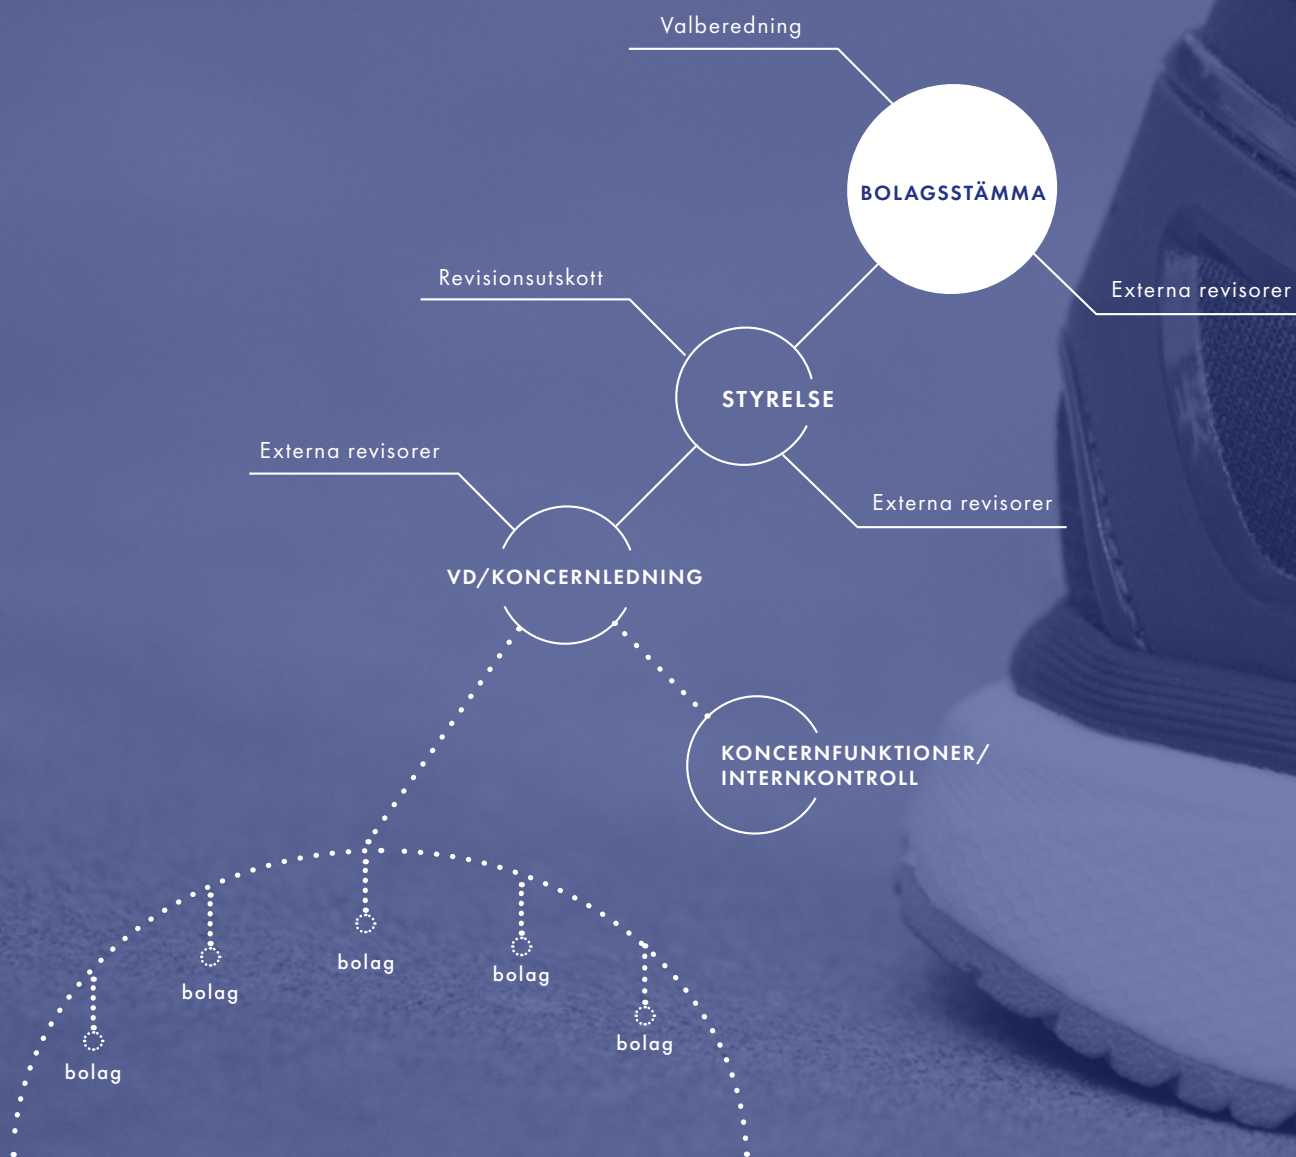 Valberedning
BOLAGSSTÄMMA
Revisionsutskott
Externa revisorer
STYRELSE
Externa revisorer
Externa revisorer
VD/KONCERNLEDNING
KONCERNFUNKTIONER/
INTERNKONTROLL
bolag
bolag
bolag
bolag
bolag